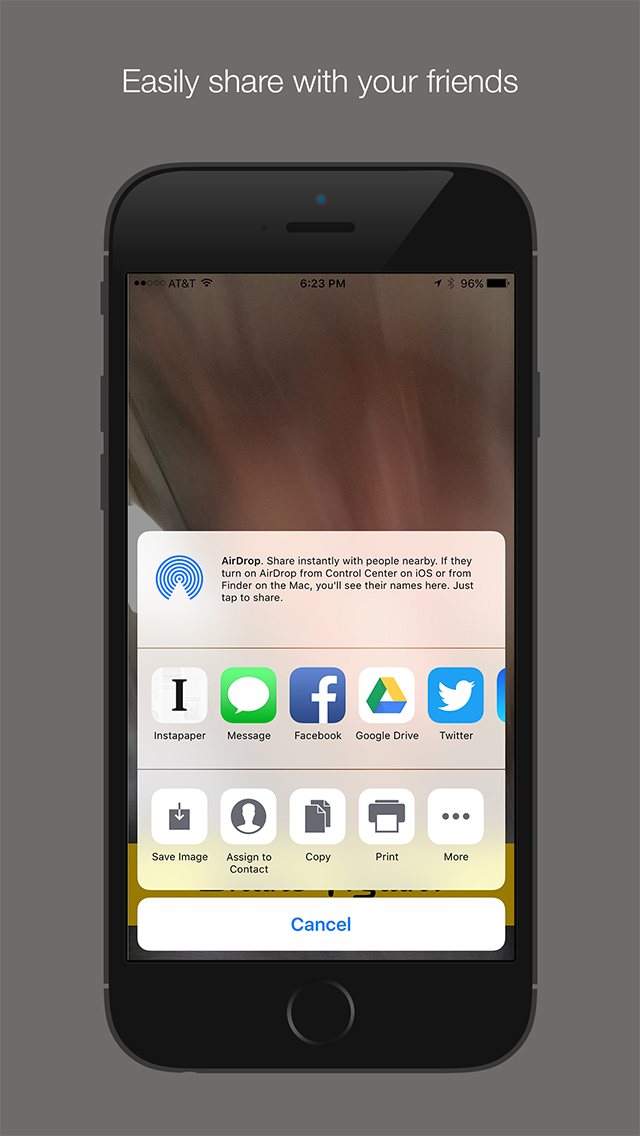 Easily share with your friends
AT&T 6:23 PM 96%
AirDrop. Share instantly with people nearby. If they
turn on AirDrop from Control Center on iOS or from
Finder on the Mac, you'll see their names here. Just
tap to share.
Instapaper Message Facebook Google Drive Twitter
Save Image Assign to Contact Copy Print More
Cancel